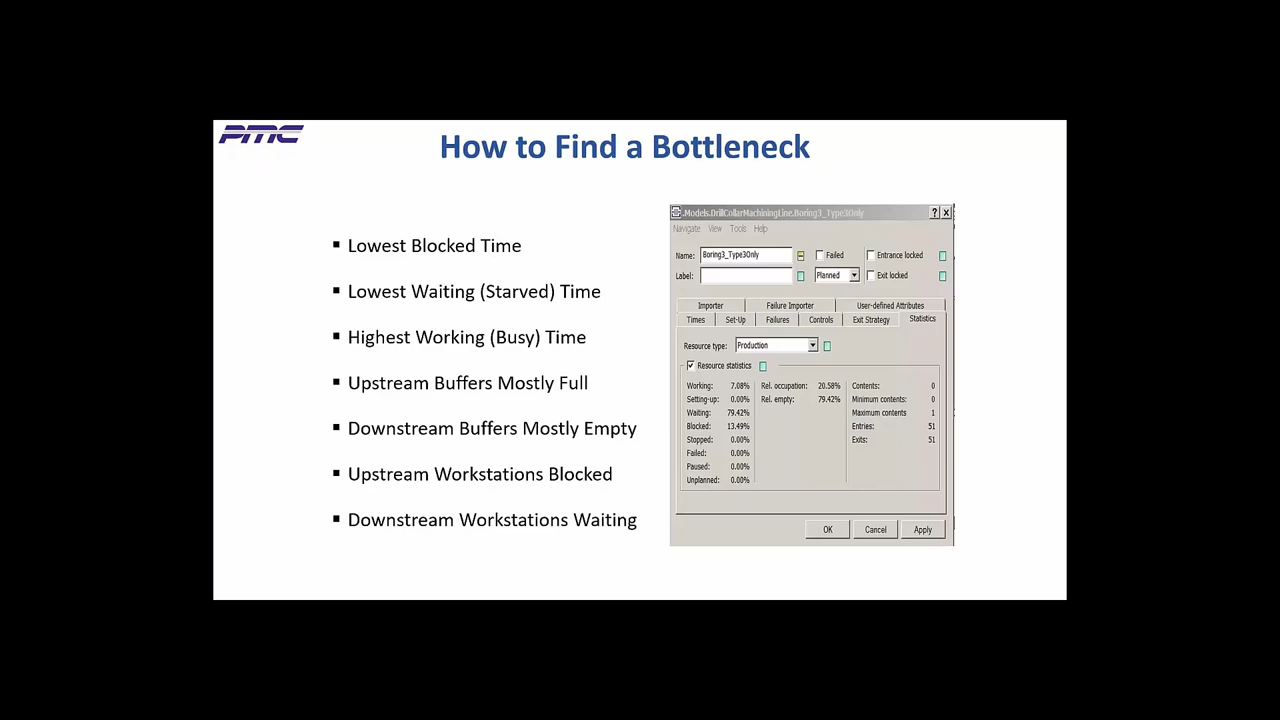 PMC
How to Find a Bottleneck
▪ Lowest Blocked Time
▪ Lowest Waiting (Starved) Time
▪ Highest Working (Busy) Time
▪ Upstream Buffers Mostly Full
▪ Downstream Buffers Mostly Empty
▪ Upstream Workstations Blocked
▪ Downstream Workstations Waiting
.Models.DrillCollarMachiningLine.Boring3_Type3Only ? X
Navigate View Tools Help
Name: Boring3_Type3Only Failed Entrance locked
Label: Planned Exit locked
Importer Failure Importer User-defined Attributes
Times Set-Up Failures Controls Exit Strategy Statistics
Resource type: Production
Resource statistics
Working: 7.08% Rel. occupation: 20.58% Contents: 0
Setting-up: 0.00% Rel. empty: 79.42% Minimum contents: 0
Waiting: 79.42% Maximum contents 1
Blocked: 13.49% Entries: 51
Stopped: 0.00% Exits: 51
Failed: 0.00%
Paused: 0.00%
Unplanned: 0.00%
OK Cancel Apply